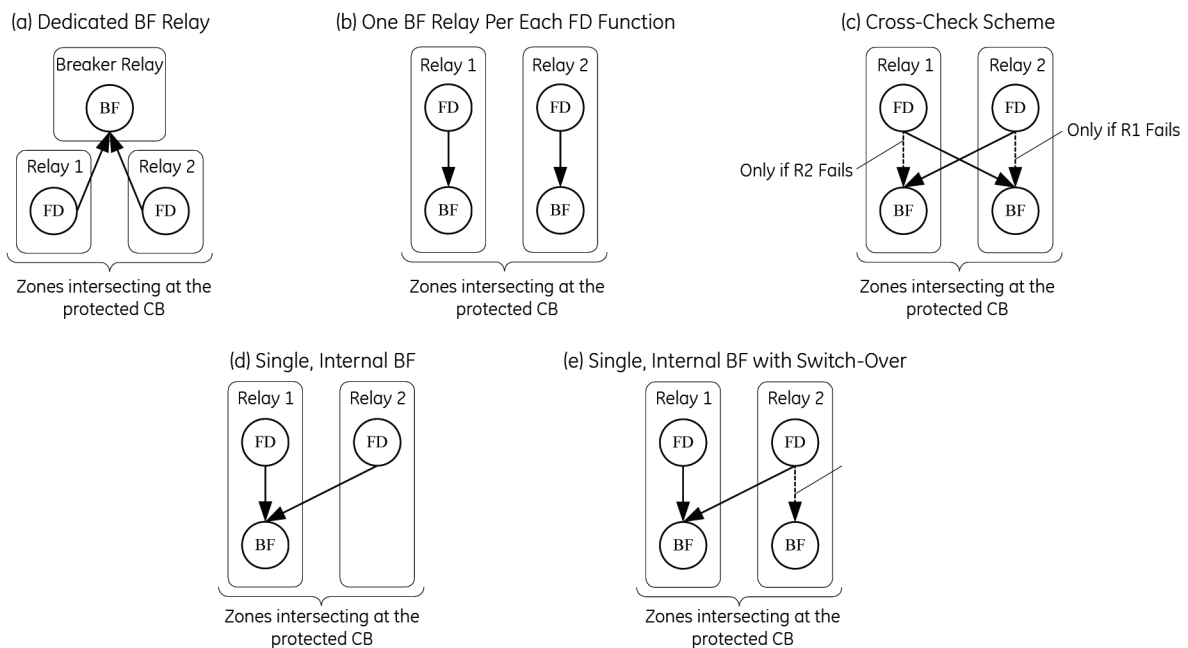 (a) Dedicated BF Relay
Breaker Relay
BF
Relay 1
Relay 2
FD
FD
Zones intersecting at the
protected CB
(b) One BF Relay Per Each FD Function
Relay 1
Relay 2
FD
FD
BF
BF
Zones intersecting at the
protected CB
(c) Cross-Check Scheme
Relay 1
Relay 2
FD
FD
Only if R1 Fails
Only if R2 Fails
BF
BF
Zones intersecting at the
protected CB
(d) Single, Internal BF
Relay 1
Relay 2
FD
FD
BF
Zones intersecting at the
protected CB
(e) Single, Internal BF with Switch-Over
Relay 1
Relay 2
FD
FD
BF
BF
Zones intersecting at the
protected CB